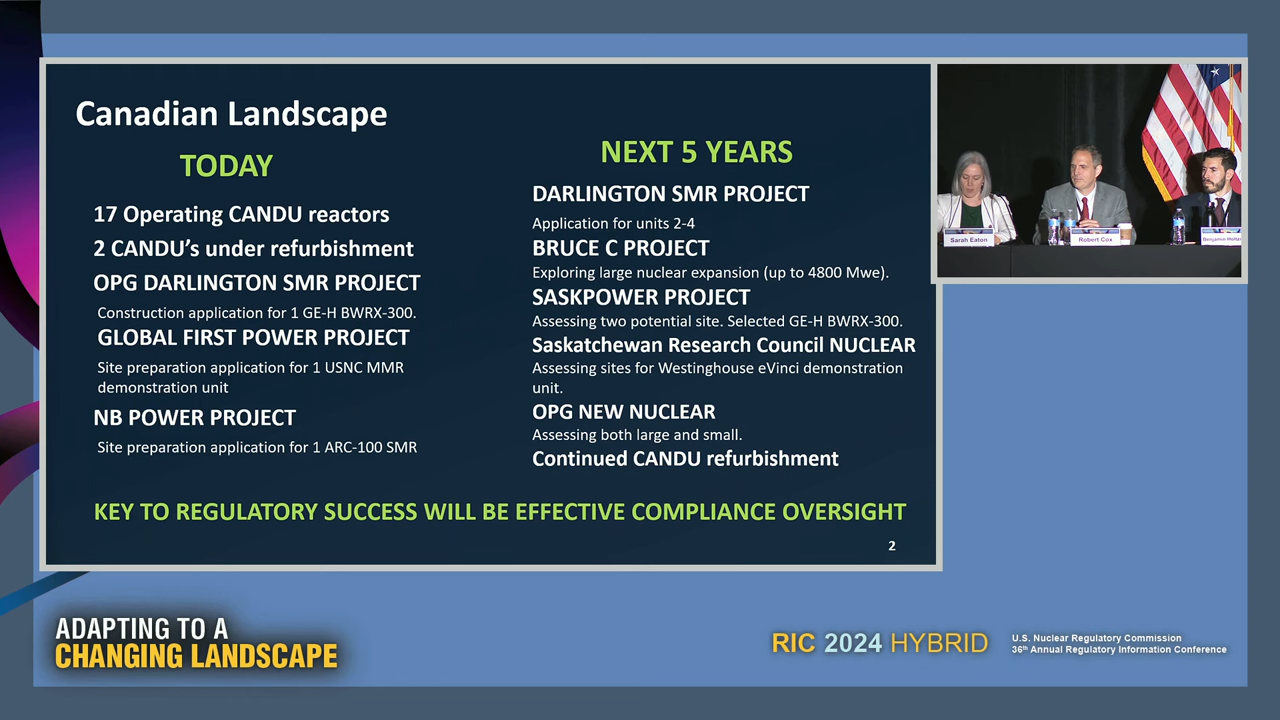 Canadian Landscape
TODAY
17 Operating CANDU reactors
2 CANDU's under refurbishment
OPG DARLINGTON SMR PROJECT
Construction application for 1 GE-H BWRX-300.
GLOBAL FIRST POWER PROJECT
Site preparation application for 1 USNC MMR
demonstration unit
NB POWER PROJECT
Site preparation application for 1 ARC-100 SMR
NEXT 5 YEARS
DARLINGTON SMR PROJECT
Application for units 2-4
BRUCE C PROJECT
Exploring large nuclear expansion (up to 4800 Mwe).
SASKPOWER PROJECT
Assessing two potential site. Selected GE-H BWRX-300.
Saskatchewan Research Council NUCLEAR
Assessing sites for Westinghouse eVinci demonstration
unit.
OPG NEW NUCLEAR
Assessing both large and small.
Continued CANDU refurbishment
KEY TO REGULATORY SUCCESS WILL BE EFFECTIVE COMPLIANCE OVERSIGHT
2
Sarah Eaton
Robert Cox
Benjamin
ADAPTING TO A
CHANGING LANDSCAPE
RIC 2024 HYBRID
U.S. Nuclear Regulatory Commission
36th Annual Regulatory Information Conference